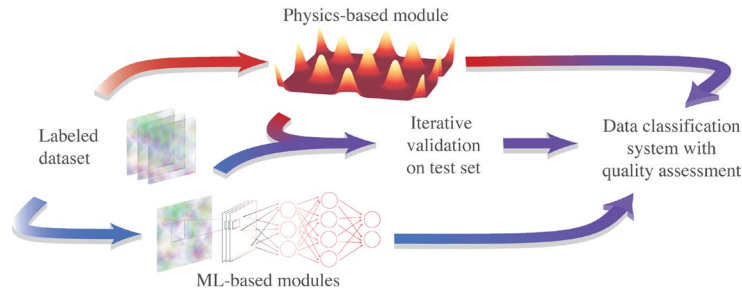 Physics-based module
Labeled
dataset
Iterative
validation
on test set
Data classification
system with
quality assessment
ML-based modules